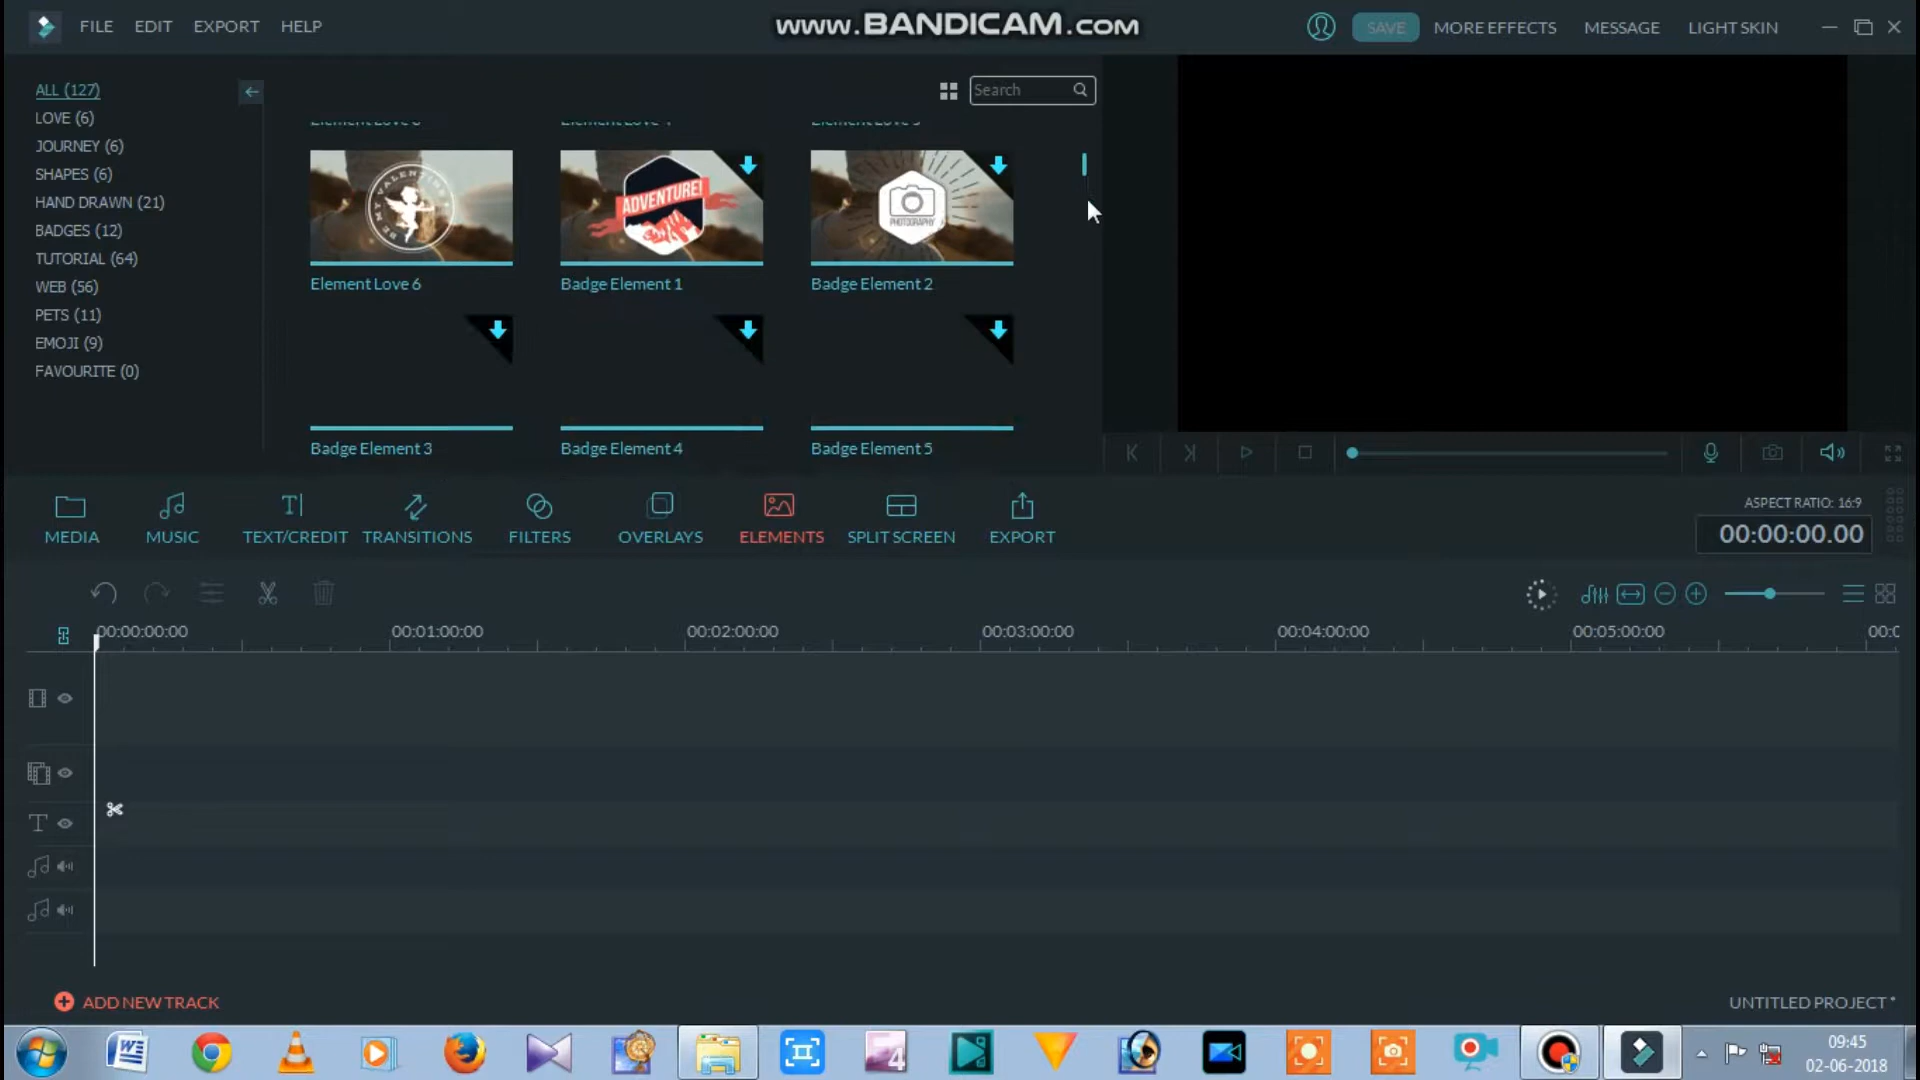 FILE EDIT EXPORT HELP
www.BANDICAM.com
SAVE MORE EFFECTS MESSAGE LIGHT SKIN
ALL (127)
LOVE (6)
JOURNEY (6)
SHAPES (6)
HAND DRAWN (21)
BADGES (12)
TUTORIAL (64)
WEB (56)
PETS (11)
EMOJI (9)
FAVOURITE (0)
Search
BE MY VALENTINE
ADVENTURE!
PHOTOGRAPHY
Element Love 6 Badge Element 1 Badge Element 2
Badge Element 3 Badge Element 4 Badge Element 5
MEDIA MUSIC TEXT/CREDIT TRANSITIONS FILTERS OVERLAYS ELEMENTS SPLIT SCREEN EXPORT
ASPECT RATIO: 16:9
00:00:00.00
00:00:00:00 00:01:00:00 00:02:00:00 00:03:00:00 00:04:00:00 00:05:00:00
ADD NEW TRACK
UNTITLED PROJECT *
4
09:45
02-06-2018